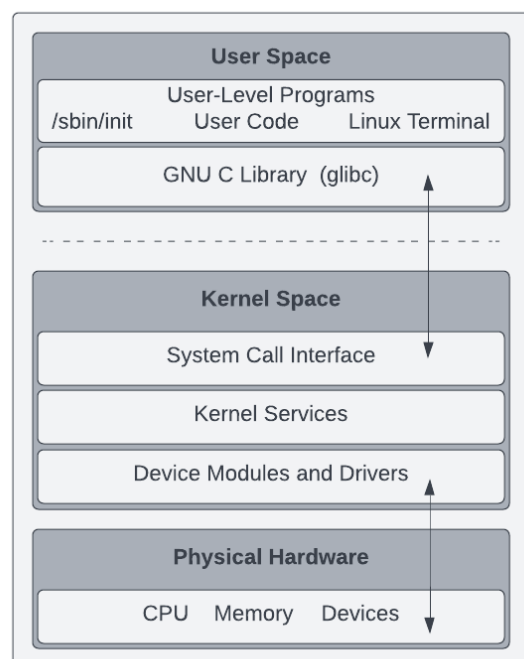 User Space
User-Level Programs
/sbin/init User Code Linux Terminal
GNU C Library (glibc)
Kernel Space
System Call Interface
Kernel Services
Device Modules and Drivers
Physical Hardware
CPU Memory Devices